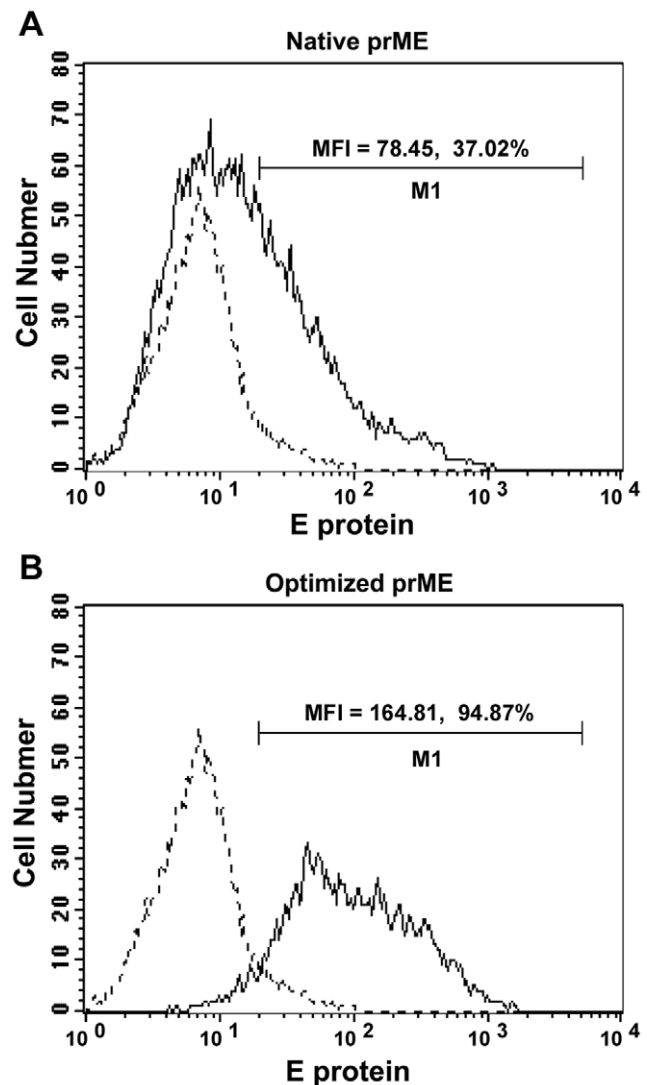 A
Native prME
80
70
60
50
40
30
20
10
0
Cell Nubmer
MFI = 78.45, 37.02%
M1
10^0 10^1 10^2 10^3 10^4
E protein
B
Optimized prME
80
70
60
50
40
30
20
10
0
Cell Nubmer
MFI = 164.81, 94.87%
M1
10^0 10^1 10^2 10^3 10^4
E protein